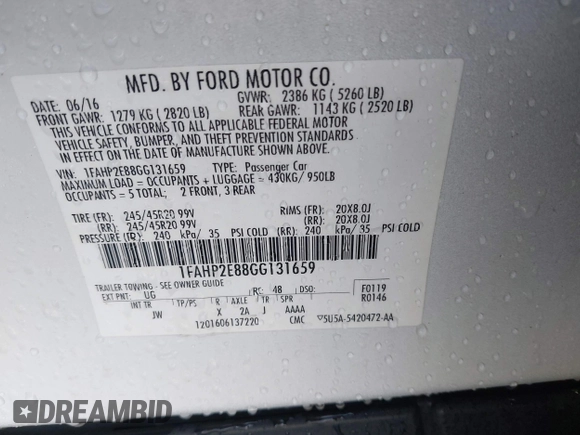 MFD. BY FORD MOTOR CO.
DATE: 06/16 GVWR: 2386 KG ( 5260 LB)
FRONT GAWR: 1279 KG ( 2820 LB) REAR GAWR: 1143 KG ( 2520 LB)
THIS VEHICLE CONFORMS TO ALL APPLICABLE FEDERAL MOTOR
VEHICLE SAFETY, BUMPER, AND THEFT PREVENTION STANDARDS
IN EFFECT ON THE DATE OF MANUFACTURE SHOWN ABOVE.
VIN: 1FAHP2E88GG131659 TYPE: Passenger Car
MAXIMUM LOAD = OCCUPANTS + LUGGAGE = 430KG/ 950LB
OCCUPANTS = 5 TOTAL; 2 FRONT, 3 REAR
TIRE (FR): 245/45R20 99V RIMS (FR): 20X8.0J
(RR): 245/45R20 99V (RR): 20X8.0J
PRESSURE (FR): 240 kPa/ 35 PSI COLD (RR): 240 kPa/ 35 PSI COLD
1FAHP2E88GG131659
TRAILER TOWING - SEE OWNER GUIDE
EXT PNT: UG RC: 48 DSO: F0119
R0146
INT TR TP/PS R AXLE TR SPR
JW X 2A J AAAA
1201606137220 CMC ▽5U5A-5420472-AA
DREAMBID